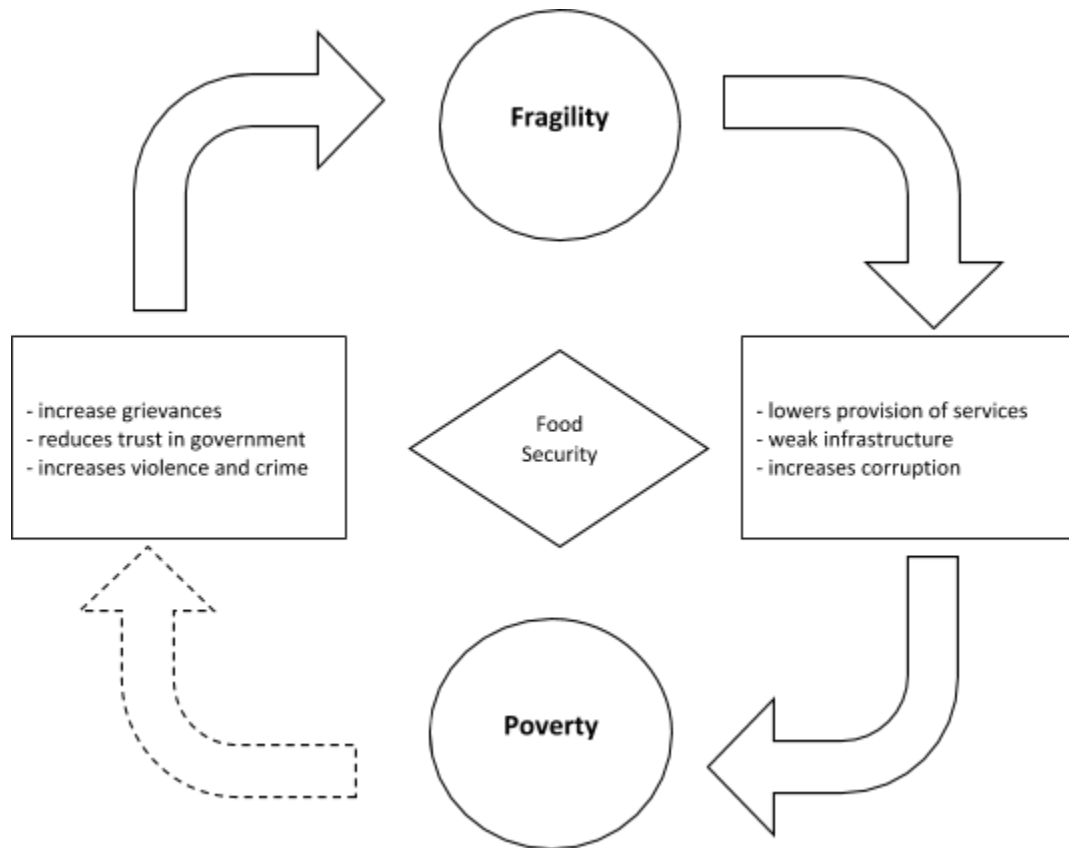 Fragility
- increase grievances
- reduces trust in government
- increases violence and crime
Food
Security
- lowers provision of services
- weak infrastructure
- increases corruption
Poverty